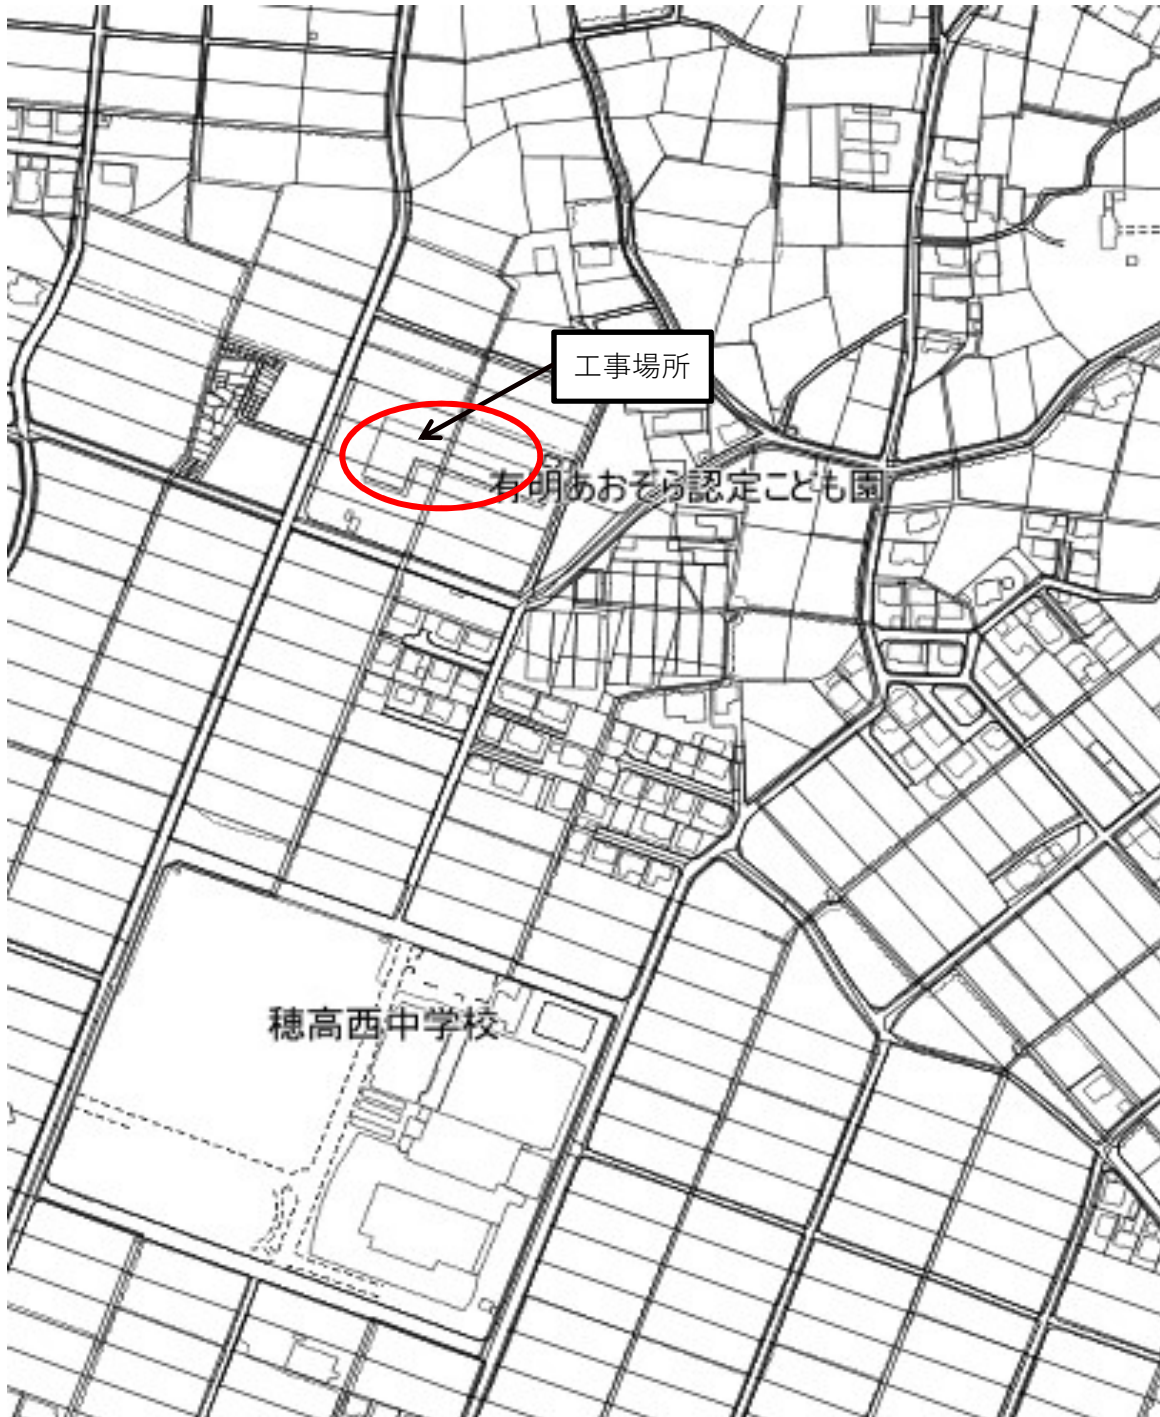 工事場所
有明あおぞら認定こども園
穂高西中学校